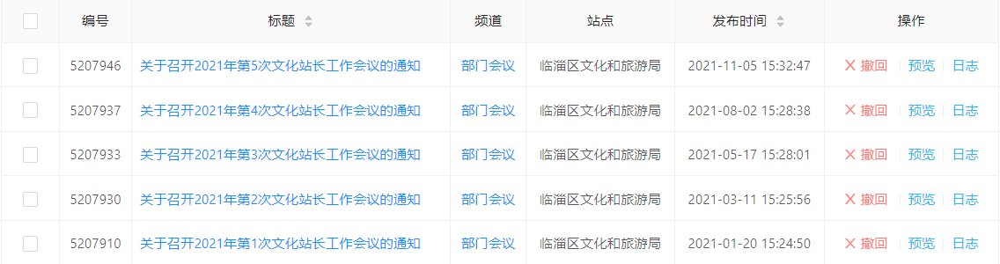 编号 标题 频道 站点 发布时间 操作
5207946 关于召开2021年第5次文化站长工作会议的通知 部门会议 临淄区文化和旅游局 2021-11-05 15:32:47 撤回 预览 日志
5207937 关于召开2021年第4次文化站长工作会议的通知 部门会议 临淄区文化和旅游局 2021-08-02 15:28:38 撤回 预览 日志
5207933 关于召开2021年第3次文化站长工作会议的通知 部门会议 临淄区文化和旅游局 2021-05-17 15:28:01 撤回 预览 日志
5207930 关于召开2021年第2次文化站长工作会议的通知 部门会议 临淄区文化和旅游局 2021-03-11 15:25:56 撤回 预览 日志
5207910 关于召开2021年第1次文化站长工作会议的通知 部门会议 临淄区文化和旅游局 2021-01-20 15:24:50 撤回 预览 日志